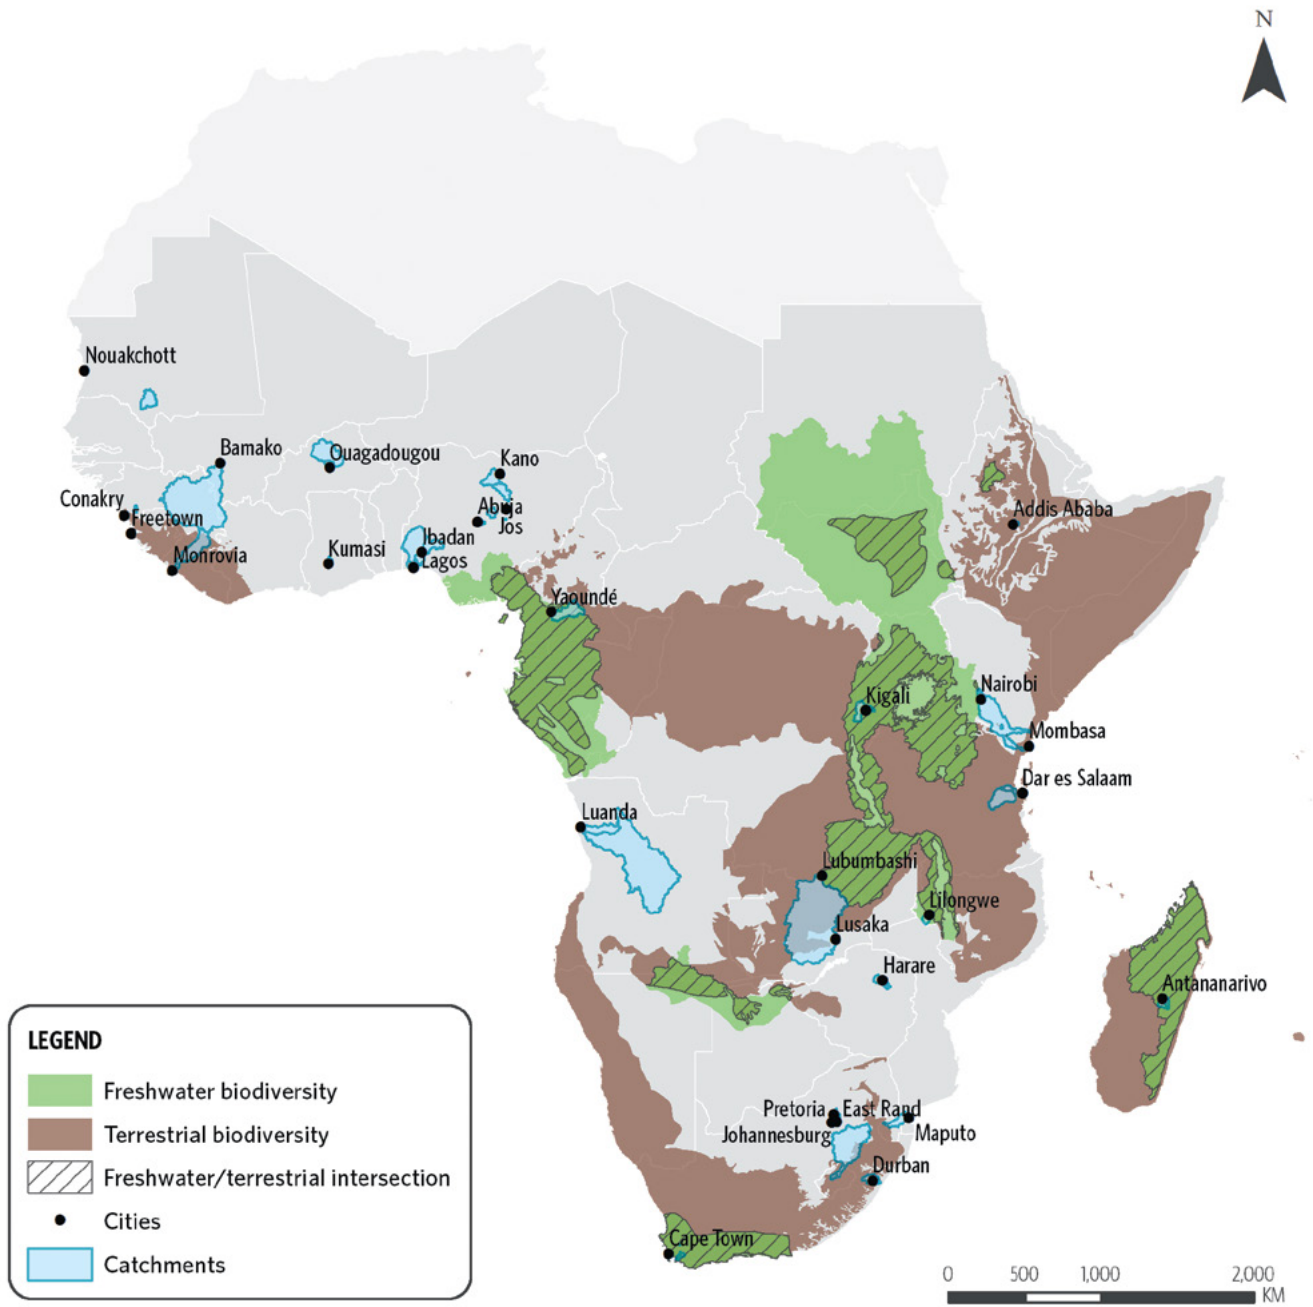 N
Nouakchott
Bamako
Ouagadougou
Kano
Conakry
Freetown
Abuja
Jos
Addis Ababa
Monrovia
Kumasi
Ibadan
Lagos
Yaoundé
Kigali
Nairobi
Mombasa
Dar es Salaam
Luanda
Lubumbashi
Lilongwe
Lusaka
Harare
Antananarivo
Pretoria
East Rand
Johannesburg
Maputo
Durban
Cape Town
LEGEND
Freshwater biodiversity
Terrestrial biodiversity
Freshwater/terrestrial intersection
Cities
Catchments
0 500 1,000 2,000
KM